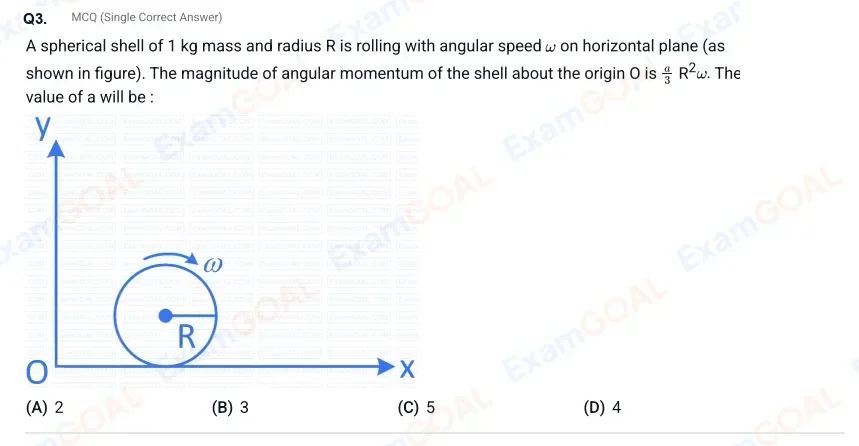 Q3. MCQ (Single Correct Answer)
A spherical shell of 1 kg mass and radius R is rolling with angular speed ω on horizontal plane (as
shown in figure). The magnitude of angular momentum of the shell about the origin O is a/3 R²ω. The
value of a will be :
y
ω
R
O
x
(A) 2 (B) 3 (C) 5 (D) 4
ExamGOAL